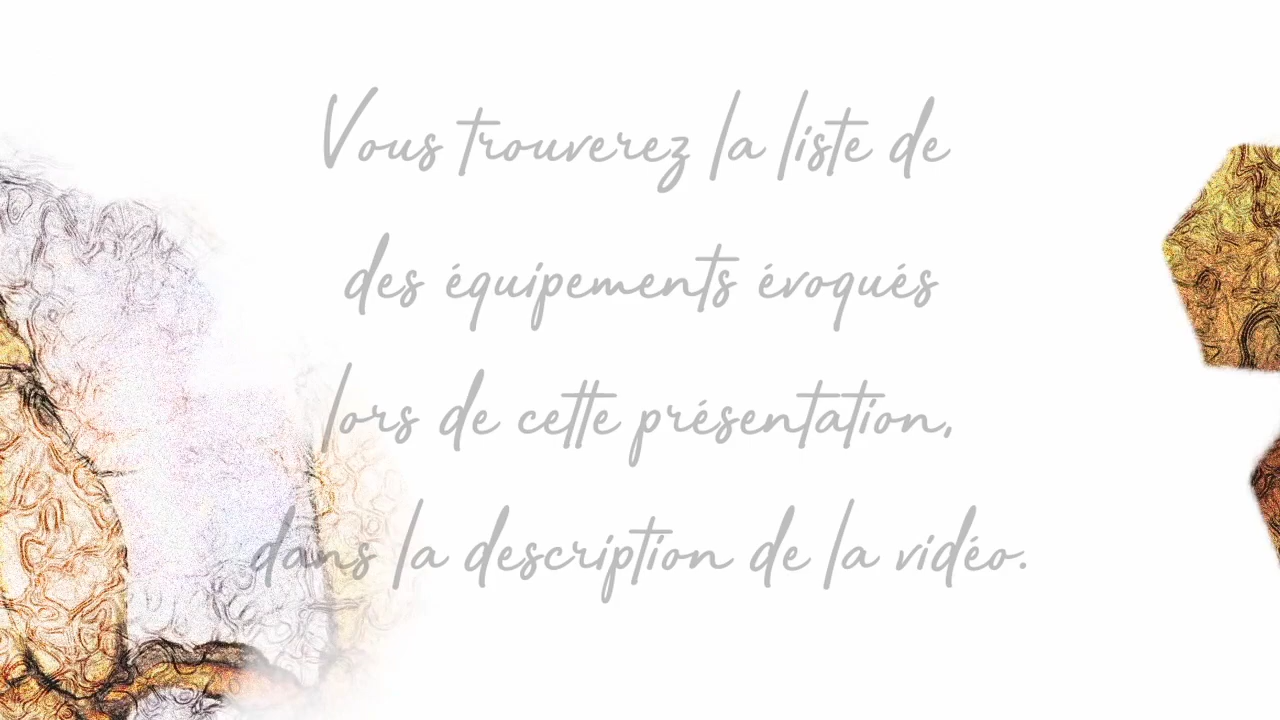 Vous trouverez la liste de
des équipements évoqués
lors de cette présentation,
dans la description de la vidéo.